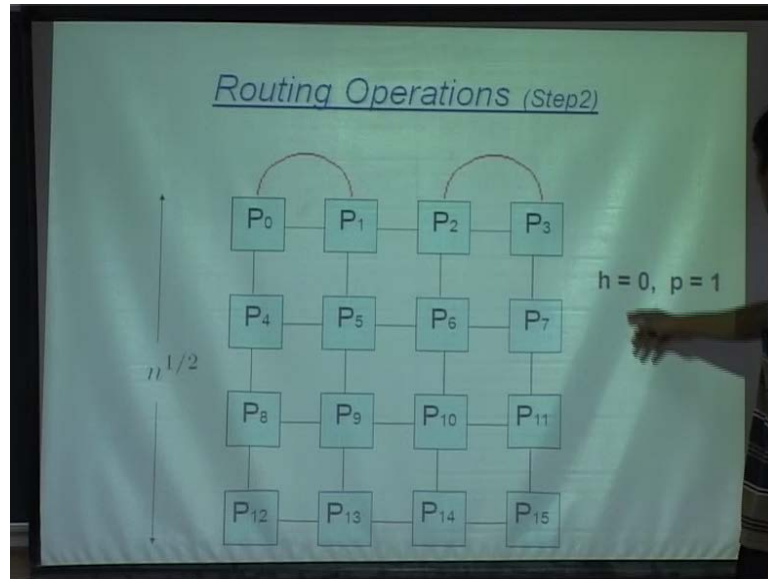 Routing Operations (Step2)
P0 P1 P2 P3
h = 0, p = 1
P4 P5 P6 P7
n^1/2
P8 P9 P10 P11
P12 P13 P14 P15